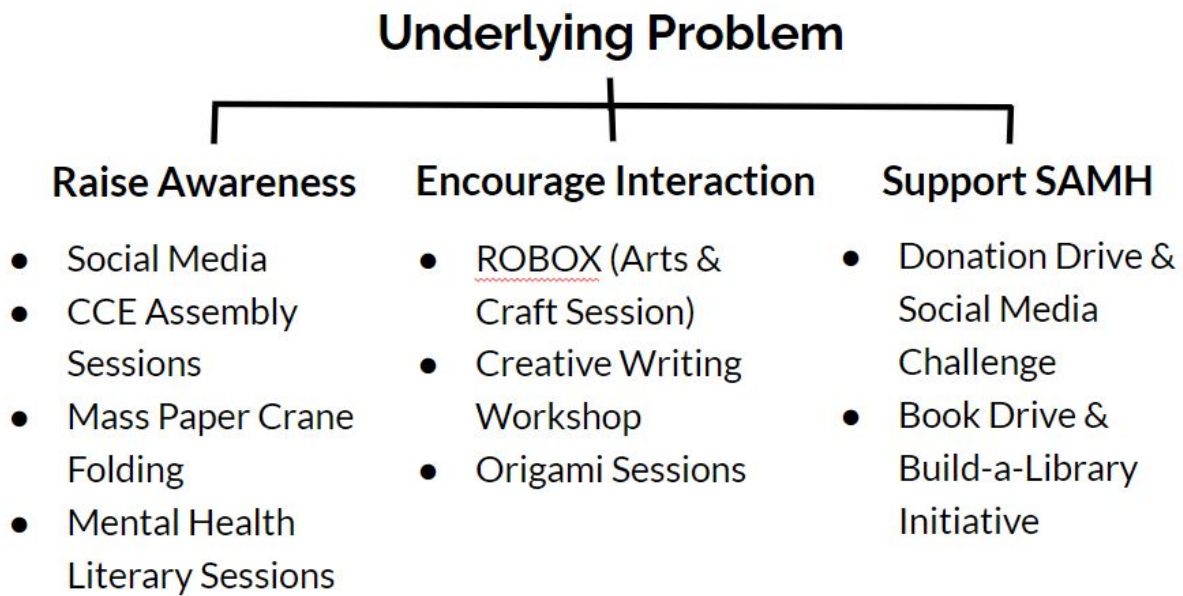 Underlying Problem
Raise Awareness
● Social Media
● CCE Assembly
Sessions
● Mass Paper Crane
Folding
● Mental Health
Literary Sessions
Encourage Interaction
● ROBOX (Arts &
Craft Session)
● Creative Writing
Workshop
● Origami Sessions
Support SAMH
● Donation Drive &
Social Media
Challenge
● Book Drive &
Build-a-Library
Initiative